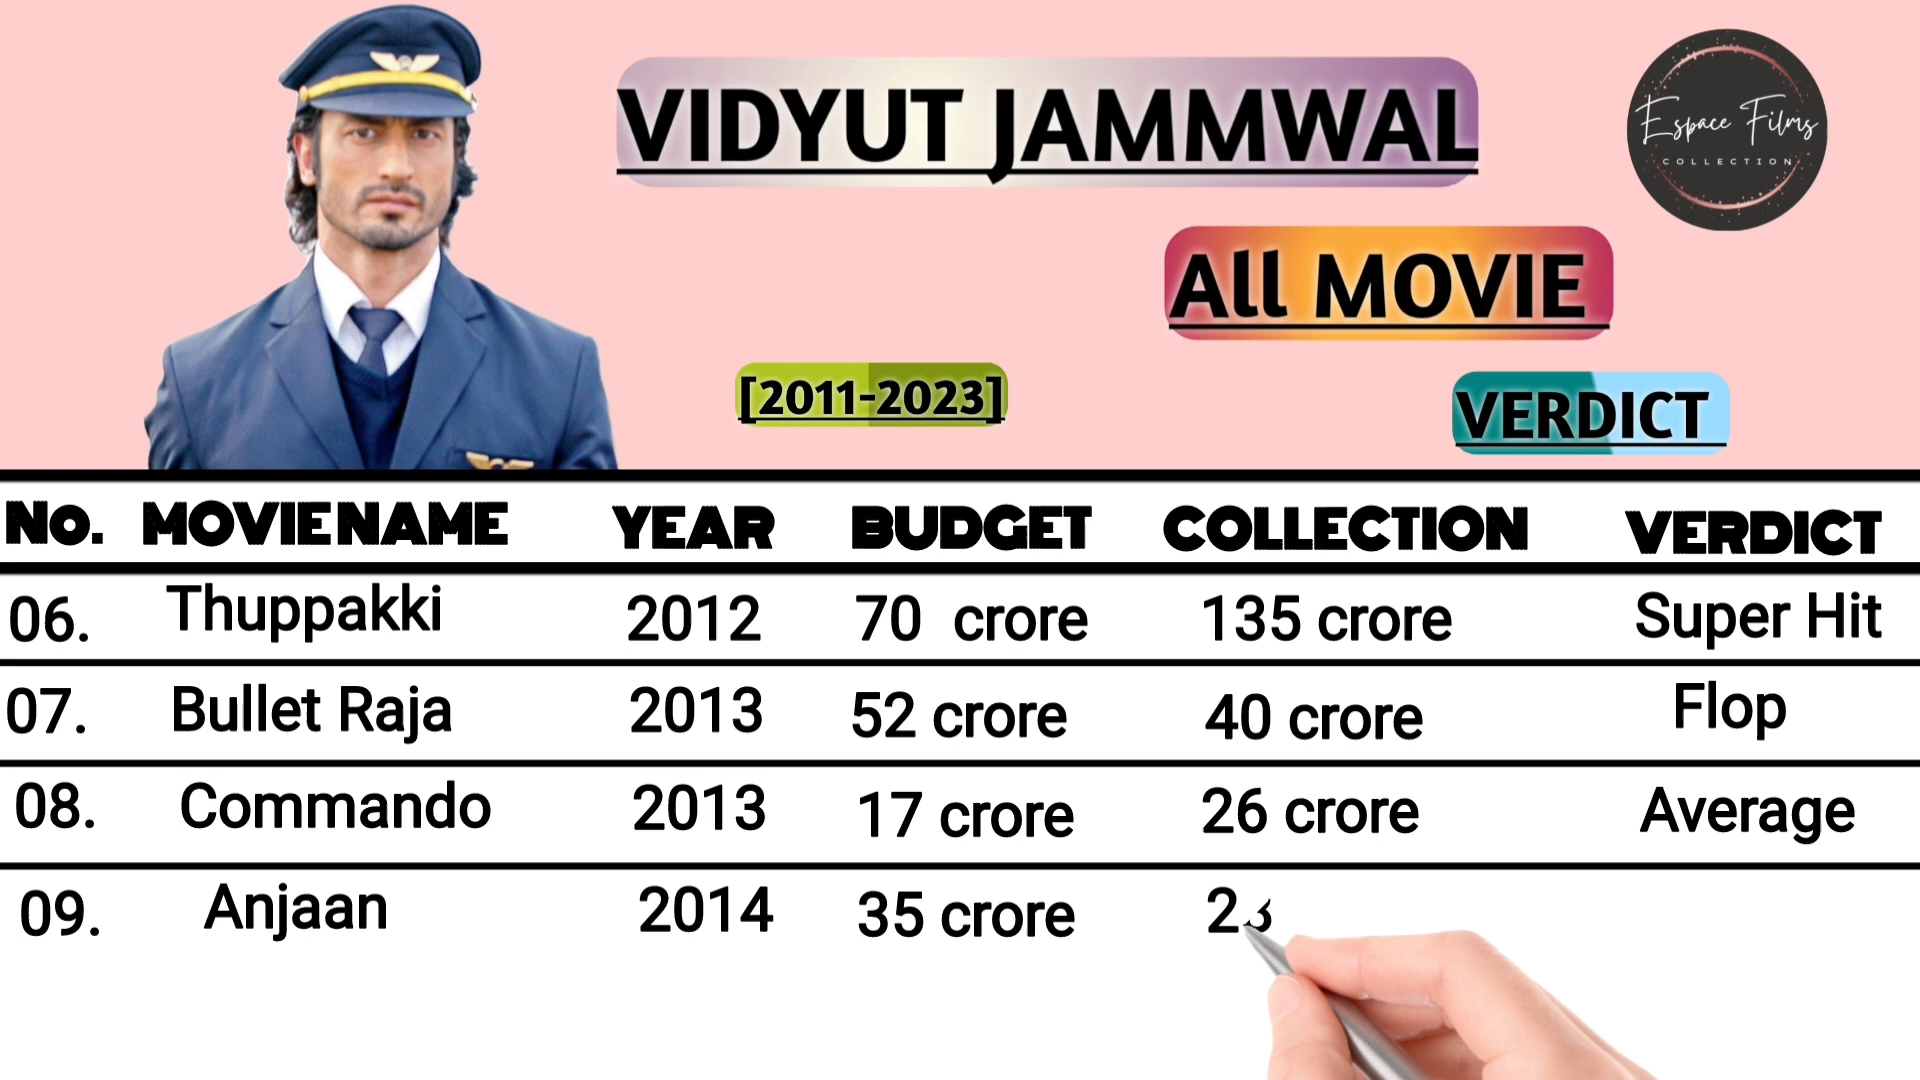 VIDYUT JAMMWAL
Espace Films
COLLECTION
All MOVIE
[2011-2023]
VERDICT
No. MOVIE NAME YEAR BUDGET COLLECTION VERDICT
06. Thuppakki 2012 70 crore 135 crore Super Hit
07. Bullet Raja 2013 52 crore 40 crore Flop
08. Commando 2013 17 crore 26 crore Average
09. Anjaan 2014 35 crore